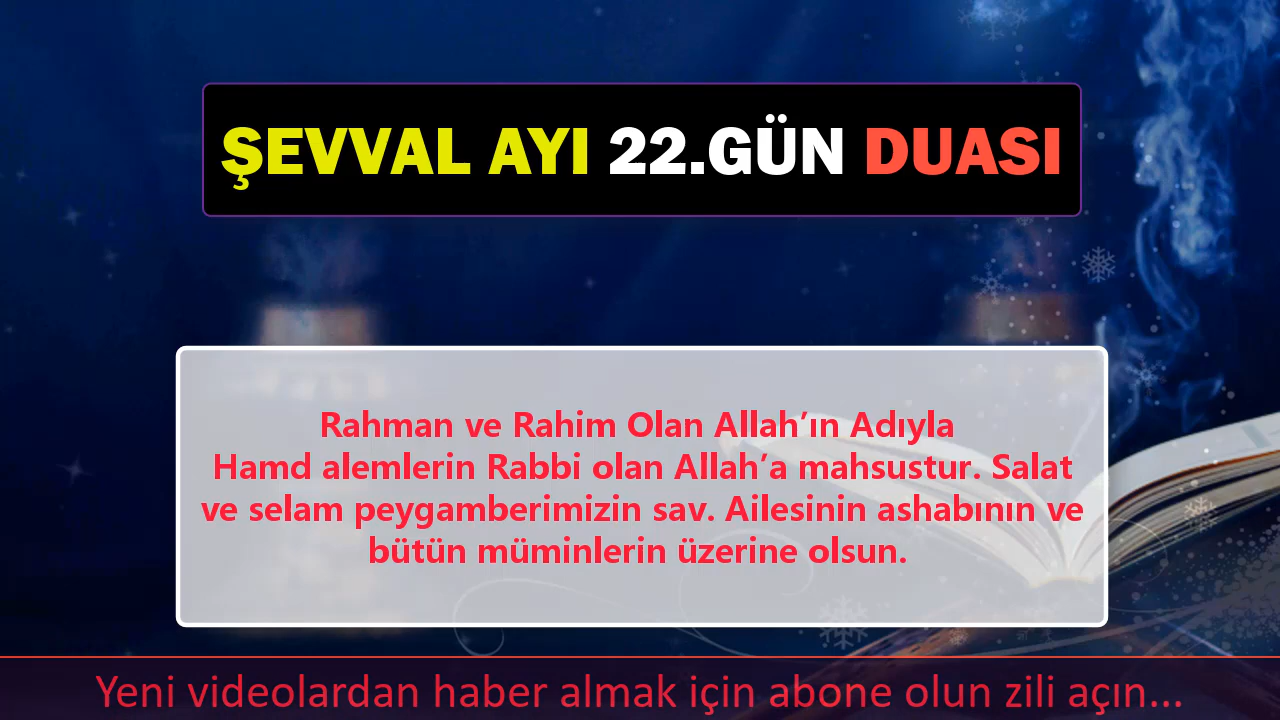 ŞEVVAL AYI 22.GÜN DUASI
Rahman ve Rahim Olan Allah’ın Adıyla
Hamd alemlerin Rabbi olan Allah’a mahsustur. Salat
ve selam peygamberimizin sav. Ailesinin ashabının ve
bütün müminlerin üzerine olsun.
Yeni videolardan haber almak için abone olun zili açın...